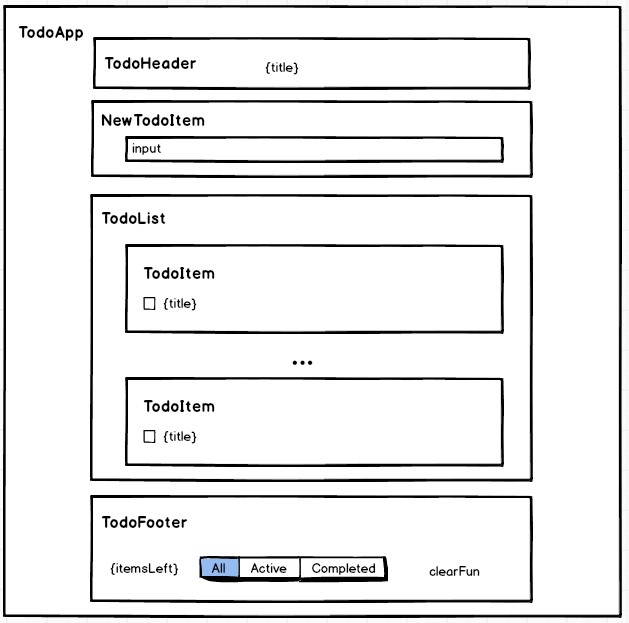 TodoApp
TodoHeader {title}
NewTodoItem
input
TodoList
TodoItem
{title}
...
TodoItem
{title}
TodoFooter
{itemsLeft} All Active Completed clearFun